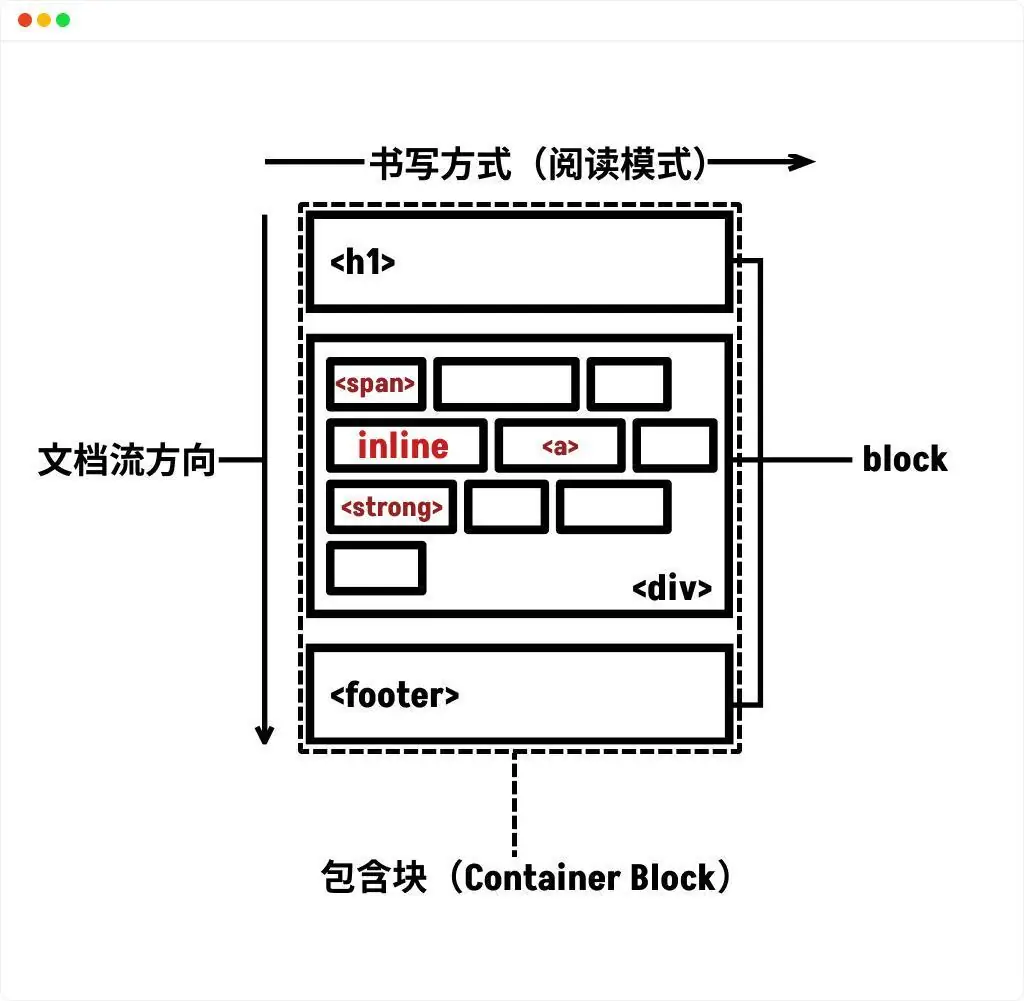 书写方式（阅读模式）
<h1>
<span>
inline
<a>
<strong>
<div>
文档流方向
block
<footer>
包含块（Container Block）